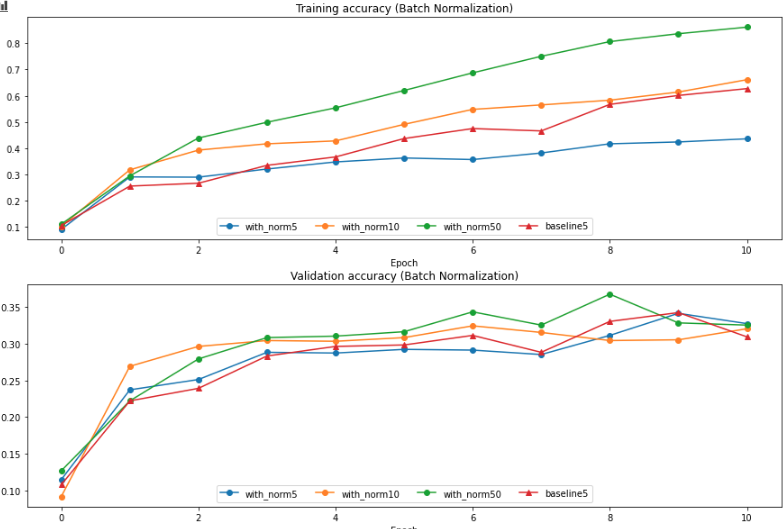 Training accuracy (Batch Normalization)
0.8
0.7
0.6
0.5
0.4
0.3
0.2
0.1
with_norm5 with_norm10 with_norm50 baseline5
0 2 4 6 8 10
Epoch
Validation accuracy (Batch Normalization)
0.35
0.30
0.25
0.20
0.15
0.10
with_norm5 with_norm10 with_norm50 baseline5
0 2 4 6 8 10
Epoch